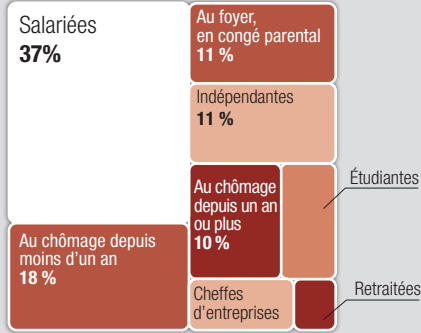 Salariées
37%
Au foyer,
en congé parental
11 %
Indépendantes
11 %
Au chômage
depuis un an
ou plus
10 %
Étudiantes
Au chômage depuis
moins d'un an
18 %
Cheffes
d'entreprises
Retraitées